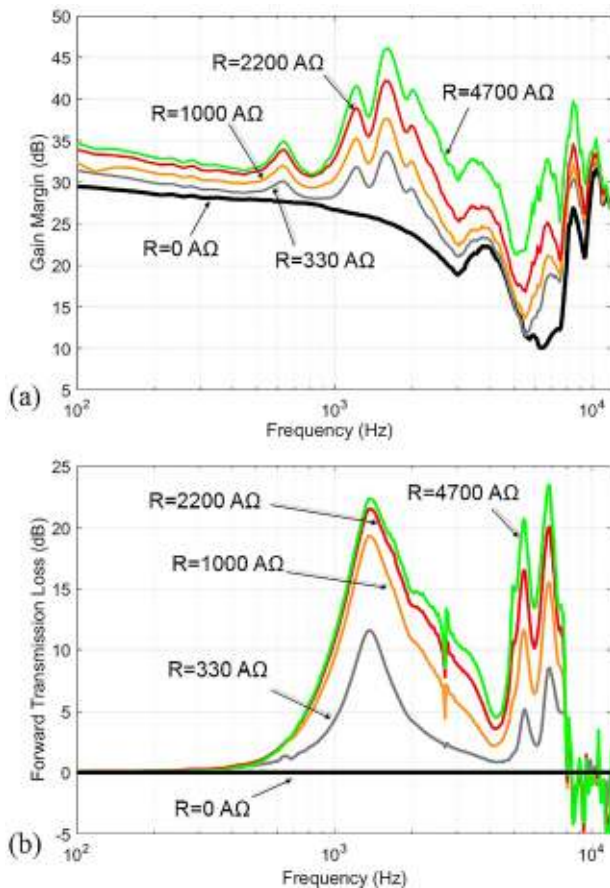 50
45
40
35
30
25
20
15
10
5
Gain Margin (dB)
R=2200 AΩ
R=1000 AΩ
R=4700 AΩ
R=0 AΩ
R=330 AΩ
(a)
10² 10³ 10⁴
Frequency (Hz)
25
20
15
10
5
0
-5
Forward Transmission Loss (dB)
R=2200 AΩ
R=4700 AΩ
R=1000 AΩ
R=330 AΩ
R=0 AΩ
(b)
10² 10³ 10⁴
Frequency (Hz)